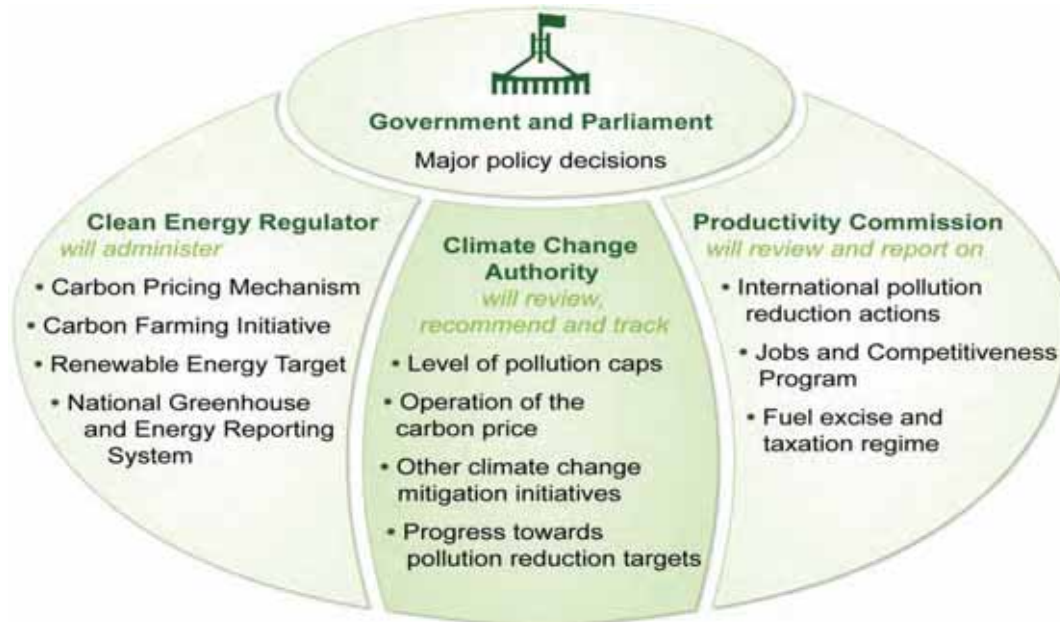 Government and Parliament
Major policy decisions
Clean Energy Regulator
will administer
• Carbon Pricing Mechanism
• Carbon Farming Initiative
• Renewable Energy Target
• National Greenhouse
and Energy Reporting
System
Climate Change
Authority
will review,
recommend and track
• Level of pollution caps
• Operation of the
carbon price
• Other climate change
mitigation initiatives
• Progress towards
pollution reduction targets
Productivity Commission
will review and report on
• International pollution
reduction actions
• Jobs and Competitiveness
Program
• Fuel excise and
taxation regime